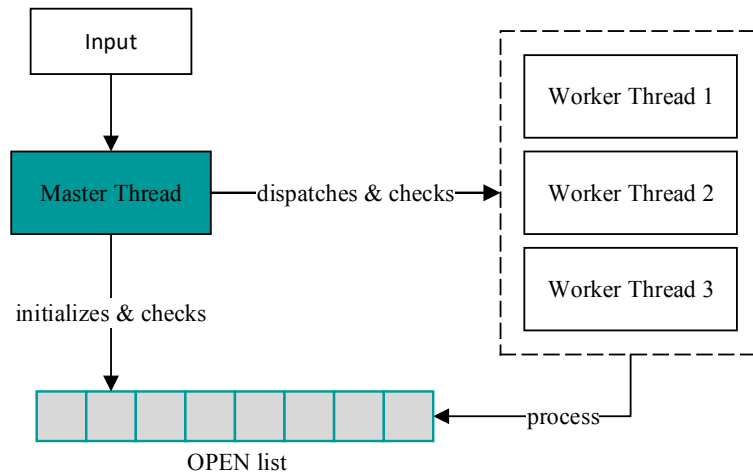 Input
Worker Thread 1
Master Thread
dispatches & checks
Worker Thread 2
Worker Thread 3
initializes & checks
process
OPEN list